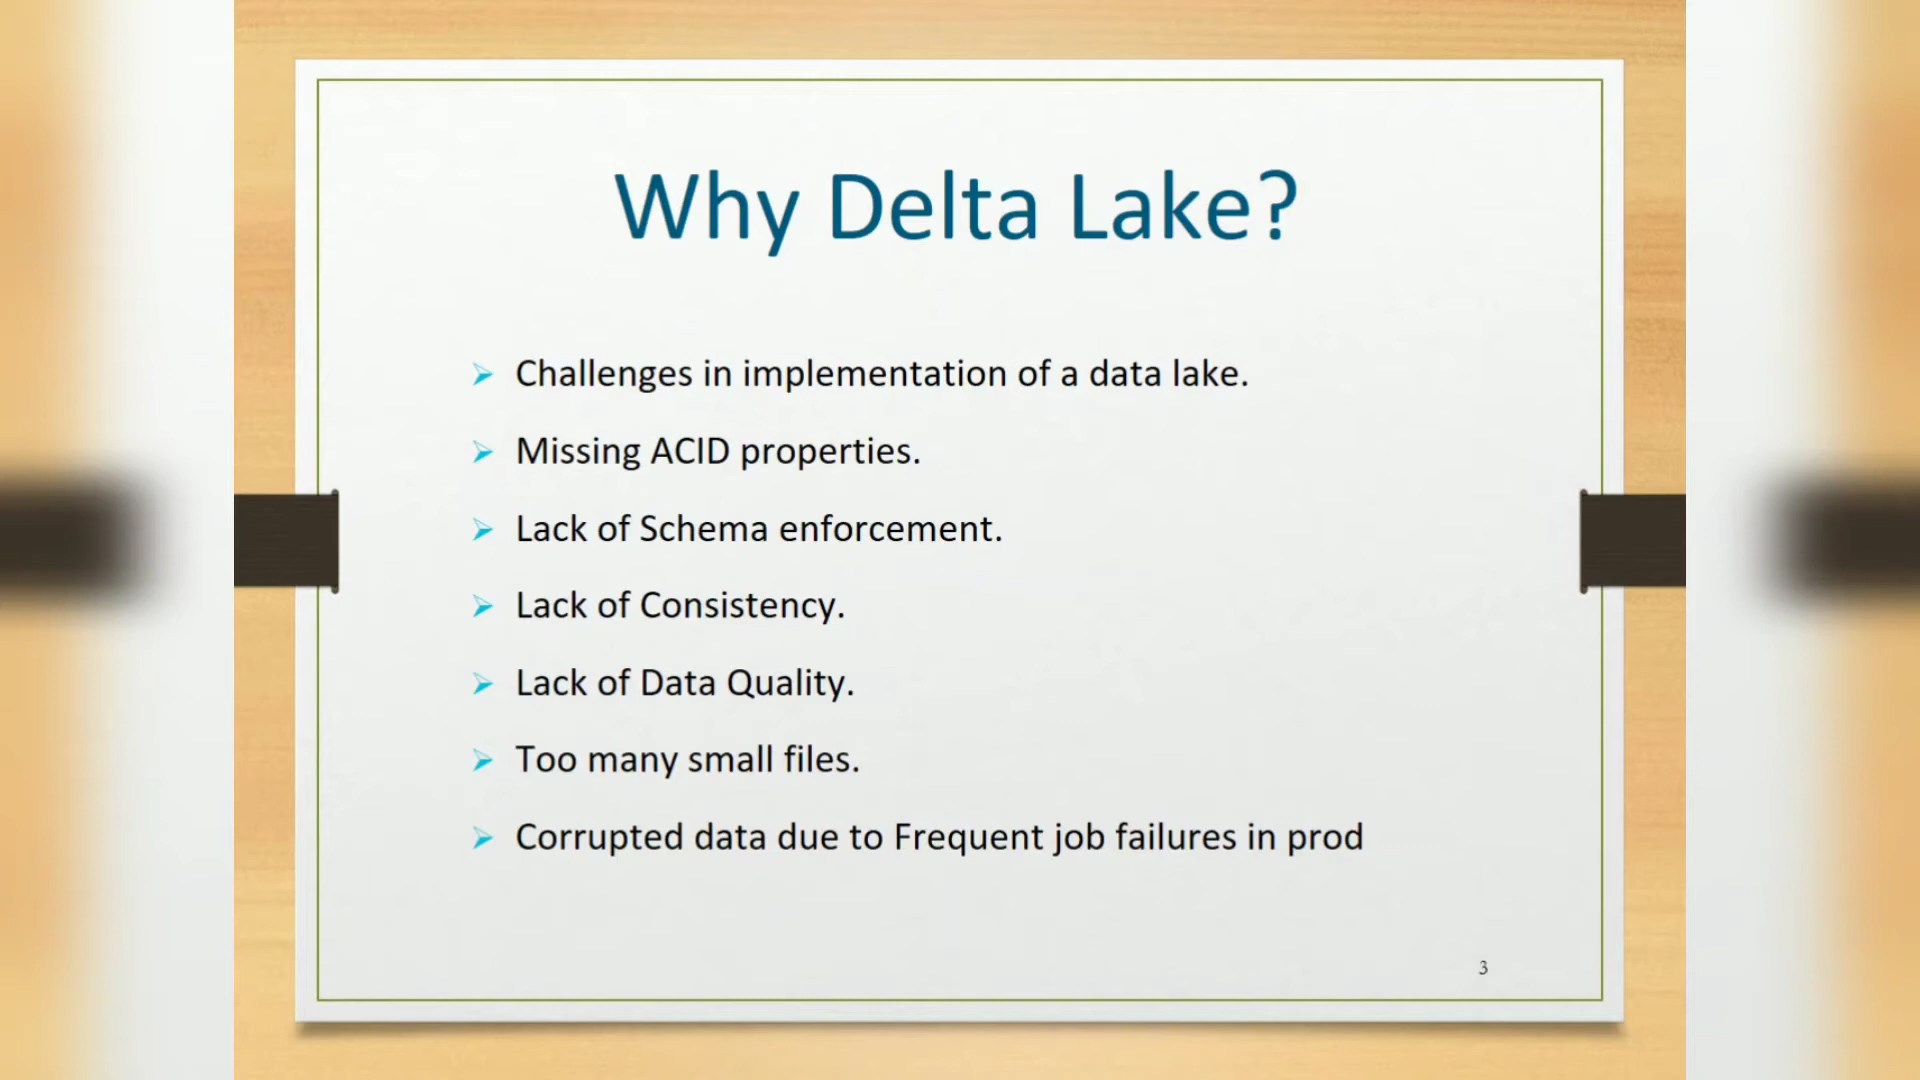 Why Delta Lake?
Challenges in implementation of a data lake.
Missing ACID properties.
Lack of Schema enforcement.
Lack of Consistency.
Lack of Data Quality.
Too many small files.
Corrupted data due to Frequent job failures in prod
3